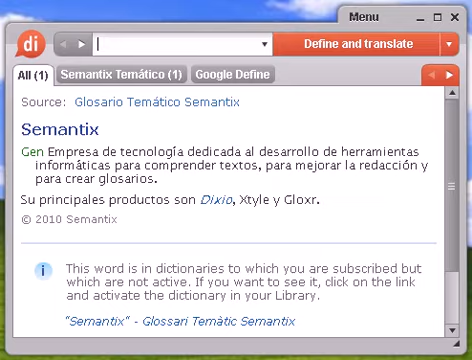 Menu
di
Define and translate
All (1)
Semantix Temático (1)
Google Define
Source: Glosario Temático Semantix
Semantix
Gen Empresa de tecnología dedicada al desarrollo de herramientas
informáticas para comprender textos, para mejorar la redacción y
para crear glosarios.
Su principales productos son Dixio, Xtyle y Gloxr.
© 2010 Semantix
i
This word is in dictionaries to which you are subscribed but
which are not active. If you want to see it, click on the link
and activate the dictionary in your Library.
"Semantix" - Glossari Temàtic Semantix